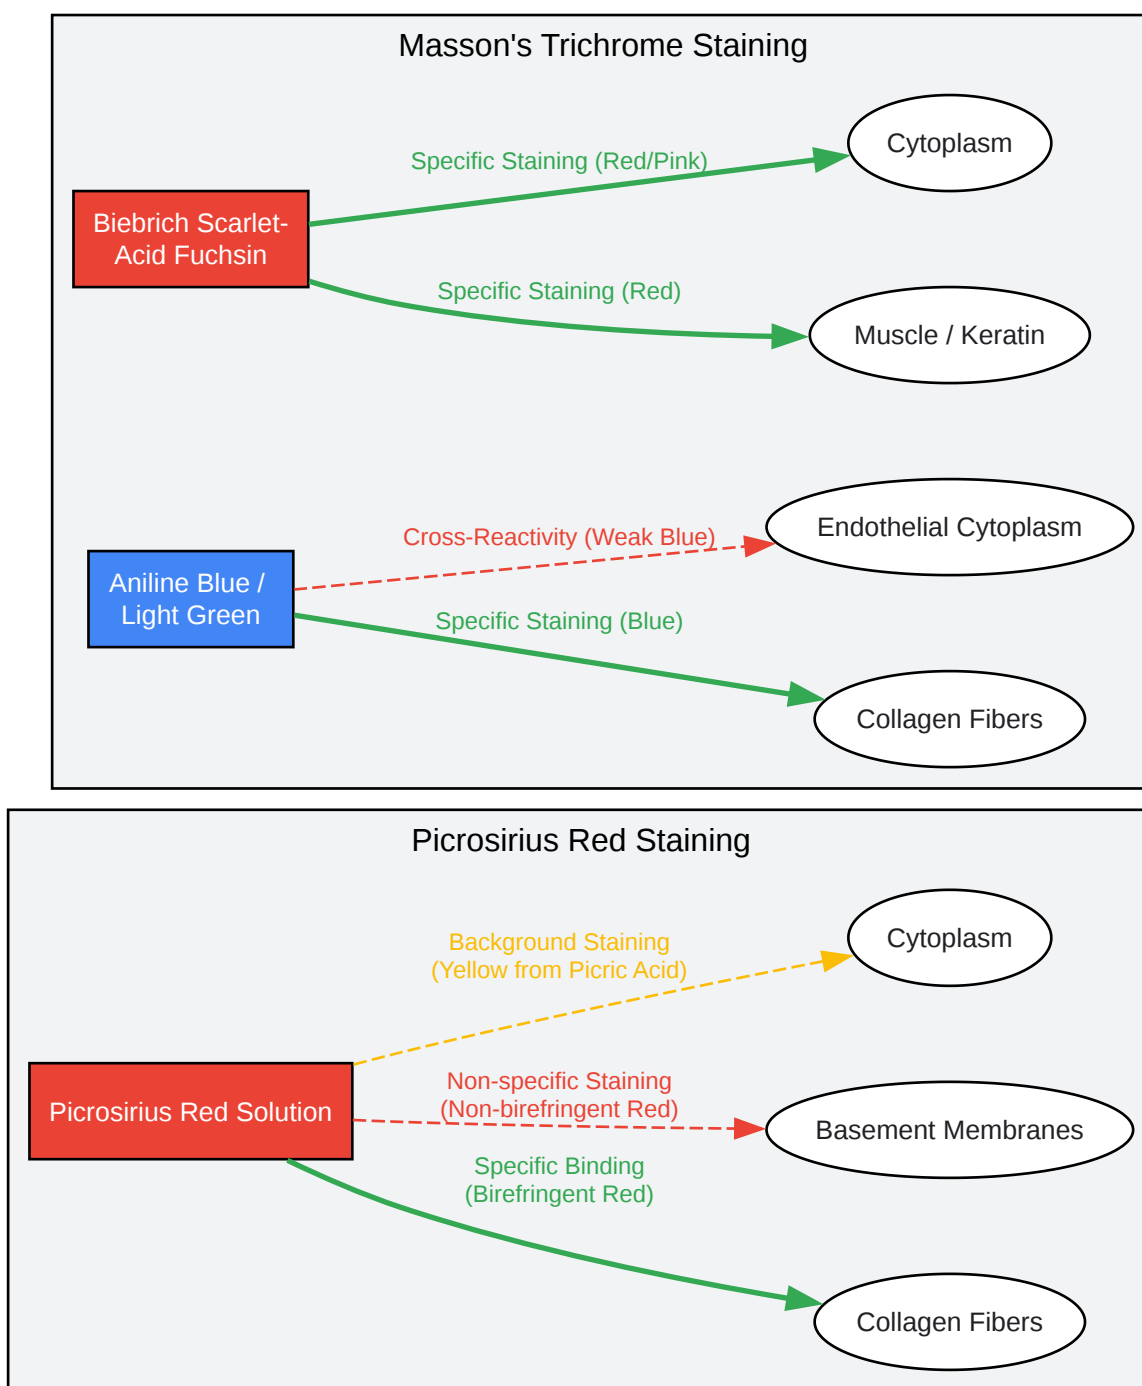 Masson's Trichrome Staining
Cytoplasm
Specific Staining (Red/Pink)
Biebrich Scarlet-
Acid Fuchsin
Specific Staining (Red)
Muscle / Keratin
Endothelial Cytoplasm
Cross-Reactivity (Weak Blue)
Aniline Blue /
Light Green
Specific Staining (Blue)
Collagen Fibers
Picrosirius Red Staining
Cytoplasm
Background Staining
(Yellow from Picric Acid)
Picrosirius Red Solution
Non-specific Staining
(Non-birefringent Red)
Basement Membranes
Specific Binding
(Birefringent Red)
Collagen Fibers